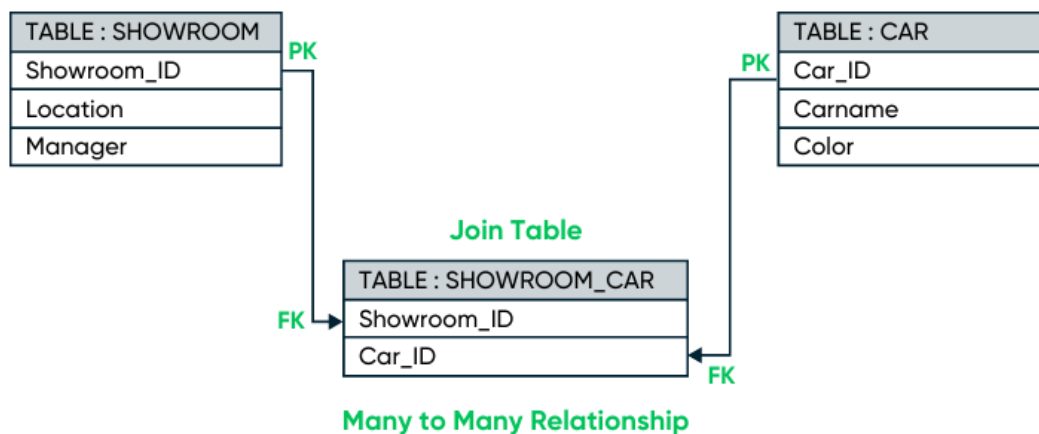 TABLE : SHOWROOM
PK
Showroom_ID
Location
Manager
TABLE : CAR
PK
Car_ID
Carname
Color
Join Table
TABLE : SHOWROOM_CAR
FK
Showroom_ID
Car_ID
FK
Many to Many Relationship